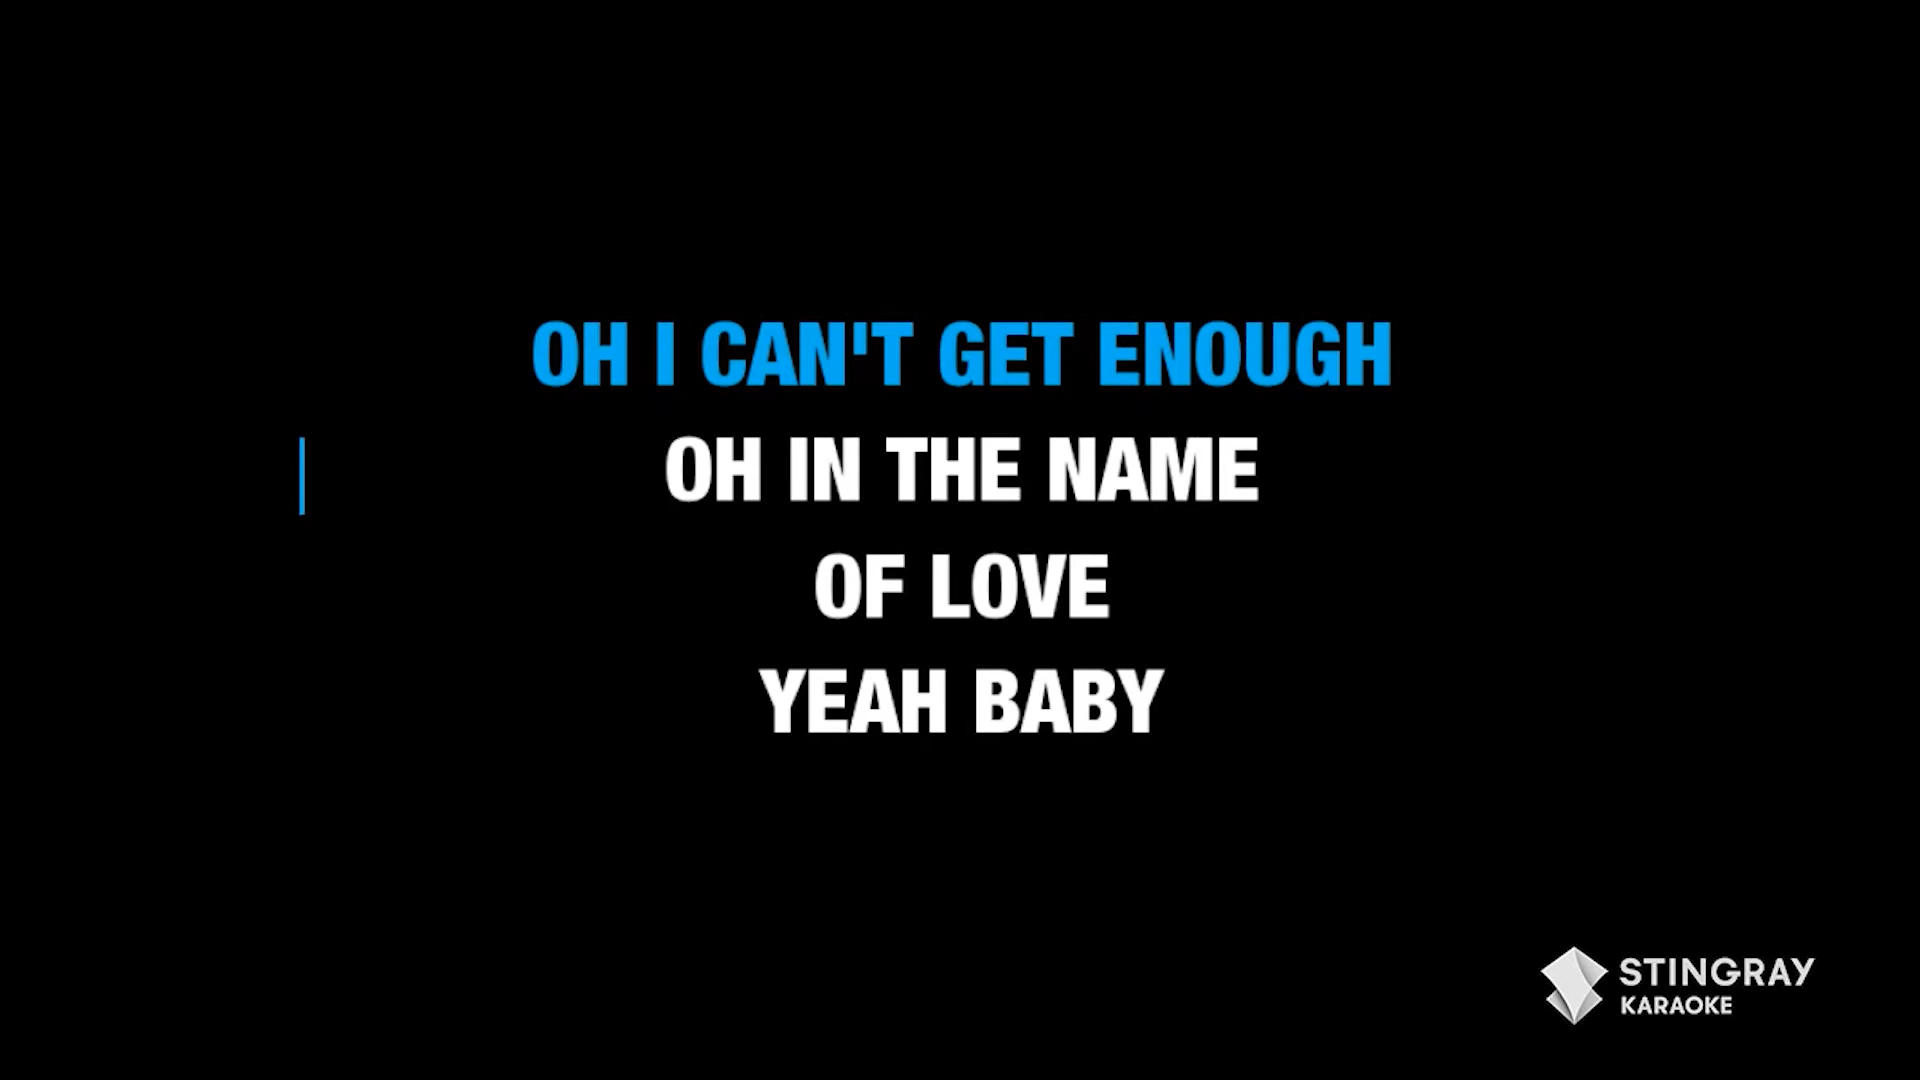 OH I CAN'T GET ENOUGH
OH IN THE NAME
OF LOVE
YEAH BABY
STINGRAY
KARAOKE